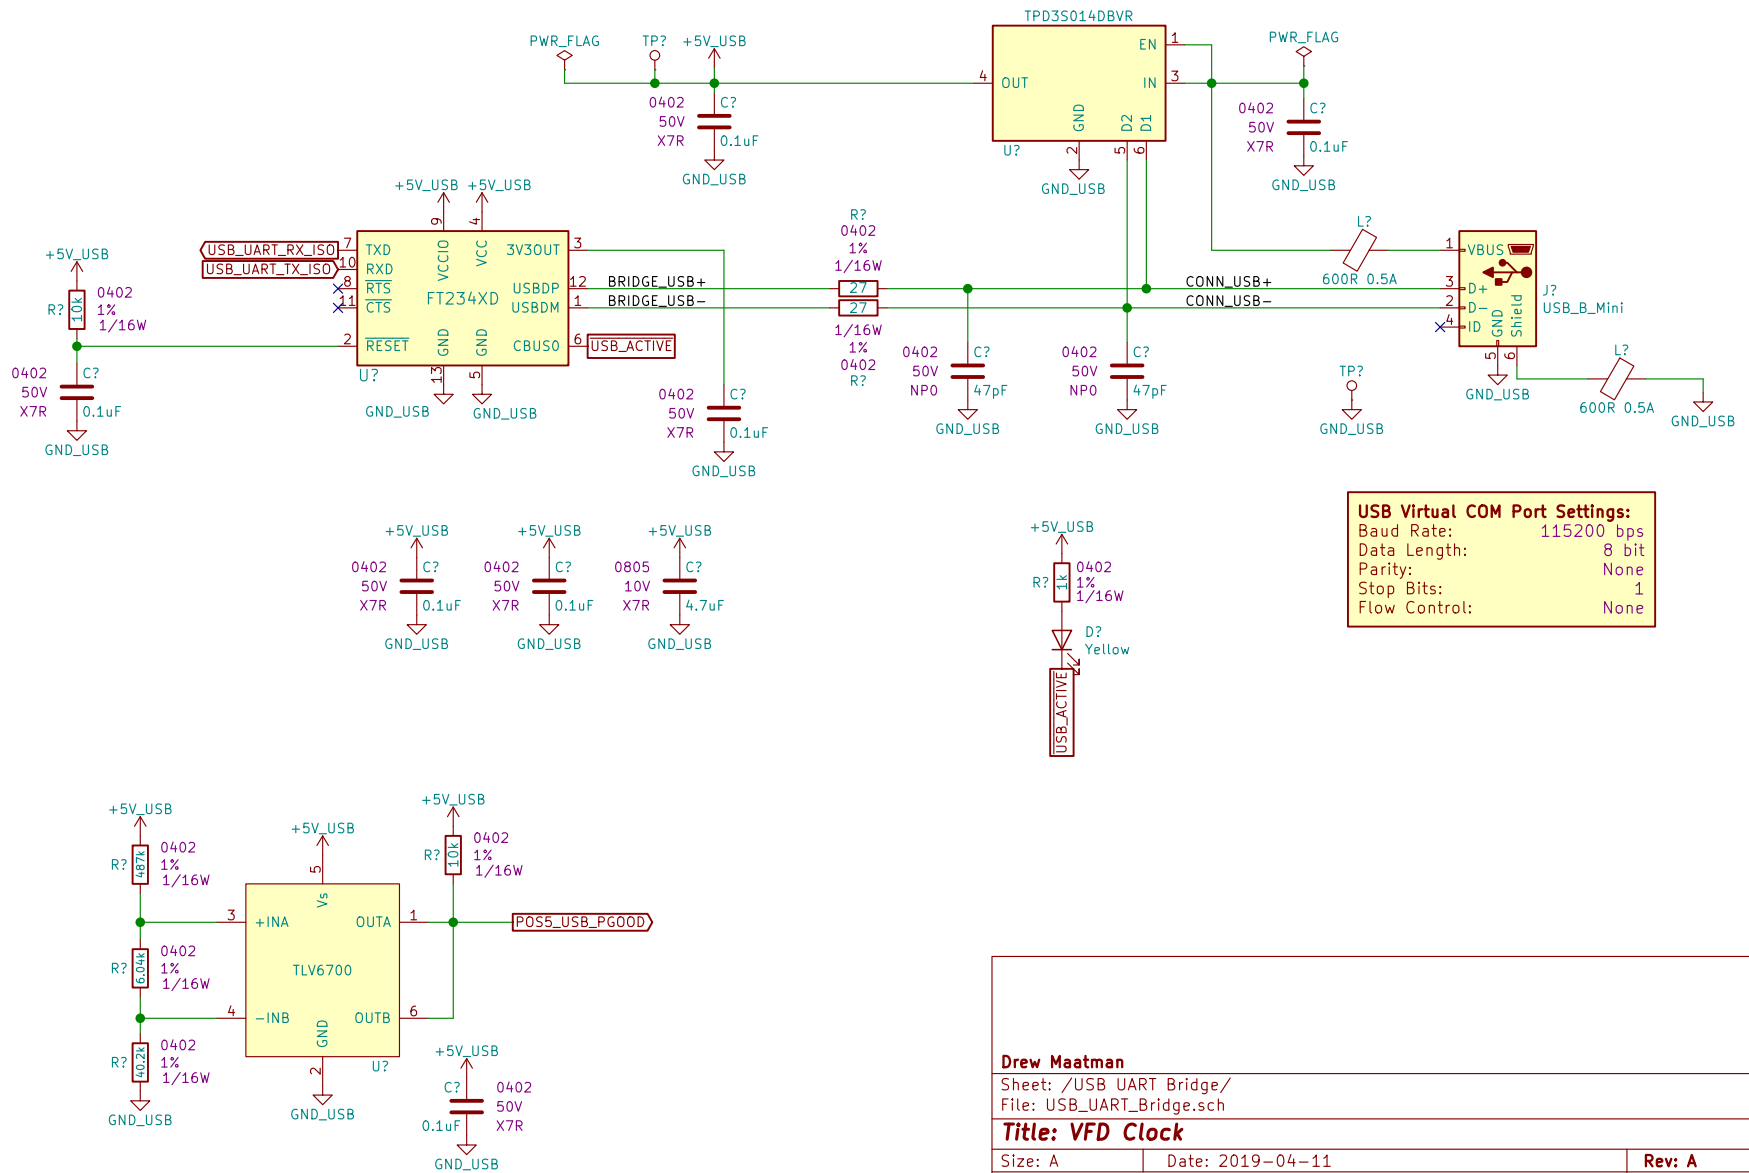 TPD3S014DBVR
PWR_FLAG
TP?
+5V_USB
PWR_FLAG
EN 1
4 OUT
IN 3
GND
D2
D1
2
5
6
U?
GND_USB
0402 C?
50V
X7R 0.1uF
GND_USB
0402 C?
50V
X7R 0.1uF
GND_USB
+5V_USB +5V_USB
9
4
USB_UART_RX_ISO 7 TXD
USB_UART_TX_ISO 10 RXD
8 RTS
11 CTS
2 RESET
VCCIO
VCC
3V3OUT 3
FT234XD
USBDP 12
USBDM 1
CBUS0 6
USB_ACTIVE
GND
GND
13
5
U?
GND_USB
GND_USB
+5V_USB
R? 10k
0402
1%
1/16W
0402 C?
50V
X7R 0.1uF
GND_USB
BRIDGE_USB+
BRIDGE_USB-
R?
0402
1%
1/16W
27
27
1/16W
1%
0402
R?
CONN_USB+
CONN_USB-
0402 C?
50V
X7R 0.1uF
GND_USB
0402 C?
50V
NP0 47pF
GND_USB
0402 C?
50V
NP0 47pF
GND_USB
L?
600R 0.5A
1 VBUS
3 D+
2 D-
4 ID
GND
Shield
5
6
J?
USB_B_Mini
GND_USB
L?
600R 0.5A
GND_USB
TP?
GND_USB
+5V_USB
0402 C?
50V
X7R 0.1uF
GND_USB
+5V_USB
0402 C?
50V
X7R 0.1uF
GND_USB
+5V_USB
0805 C?
10V
X7R 4.7uF
GND_USB
+5V_USB
R? 1k
0402
1%
1/16W
D?
Yellow
USB_ACTIVE
USB Virtual COM Port Settings:
Baud Rate: 115200 bps
Data Length: 8 bit
Parity: None
Stop Bits: 1
Flow Control: None
+5V_USB
R? 487k
0402
1%
1/16W
R? 6.04k
0402
1%
1/16W
R? 40.2k
0402
1%
1/16W
GND_USB
+5V_USB
5
Vs
3 +INA
OUTA 1
TLV6700
4 -INB
OUTB 6
GND
2
U?
GND_USB
+5V_USB
R? 10k
0402
1%
1/16W
POS5_USB_PGOOD
+5V_USB
C? 0402
50V
0.1uF X7R
GND_USB
Drew Maatman
Sheet: /USB UART Bridge/
File: USB_UART_Bridge.sch
Title: VFD Clock
Size: A Date: 2019-04-11 Rev: A